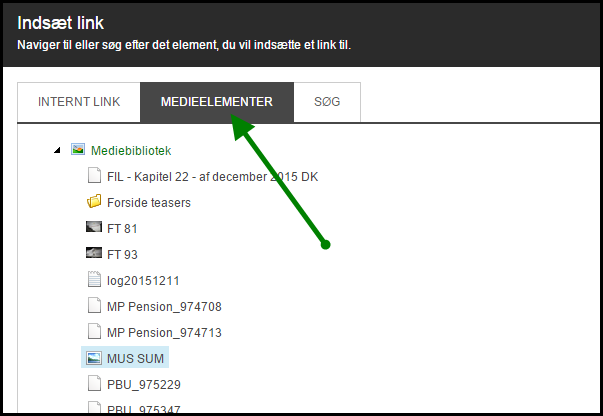 Indsæt link
Naviger til eller søg efter det element, du vil indsætte et link til.
INTERNT LINK MEDIEELEMENTER SØG
Mediebibliotek
FIL - Kapitel 22 - af december 2015 DK
Forside teasers
FT 81
FT 93
log20151211
MP Pension_974708
MP Pension_974713
MUS SUM
PBU_975229
PBU_975347